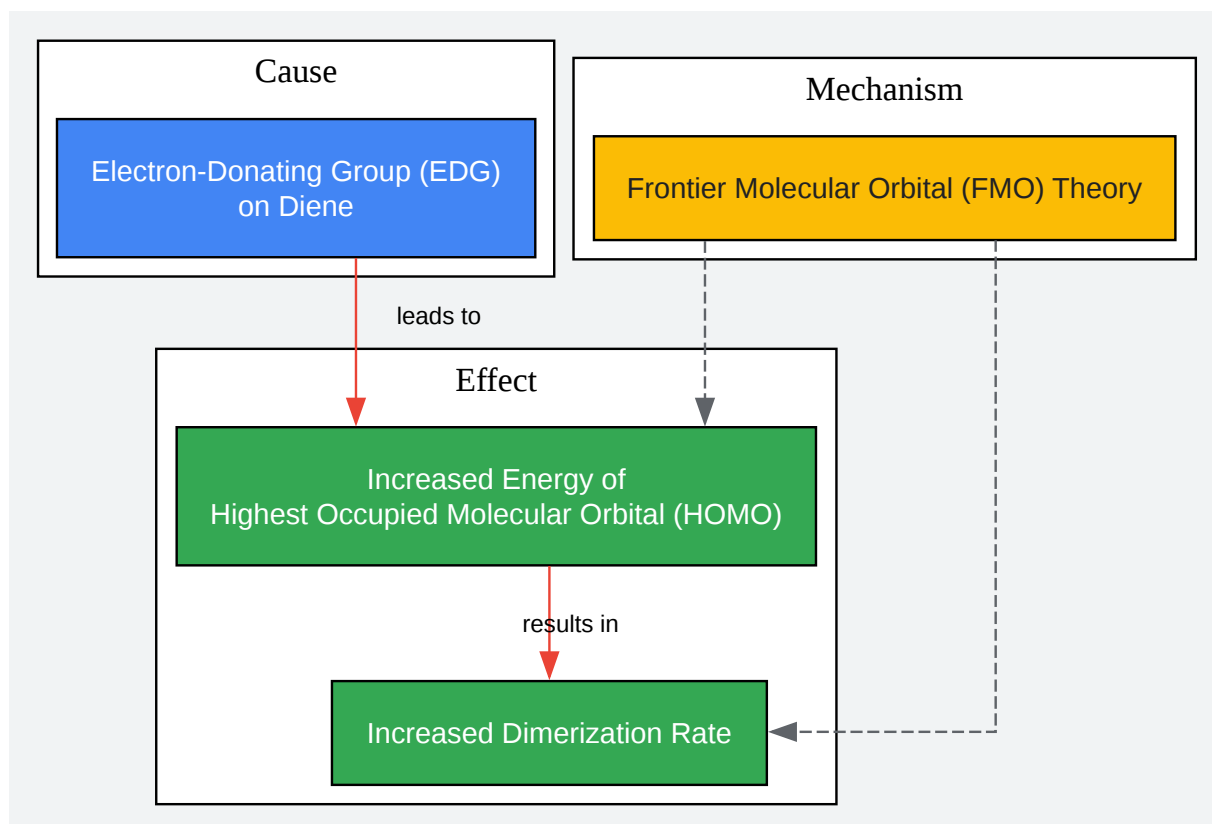 Cause
Electron-Donating Group (EDG)
on Diene
Mechanism
Frontier Molecular Orbital (FMO) Theory
leads to
Effect
Increased Energy of
Highest Occupied Molecular Orbital (HOMO)
results in
Increased Dimerization Rate